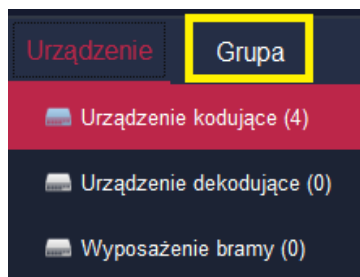 Urządzenie Grupa
Urządzenie kodujące (4)
Urządzenie dekodujące (0)
Wyposażenie bramy (0)